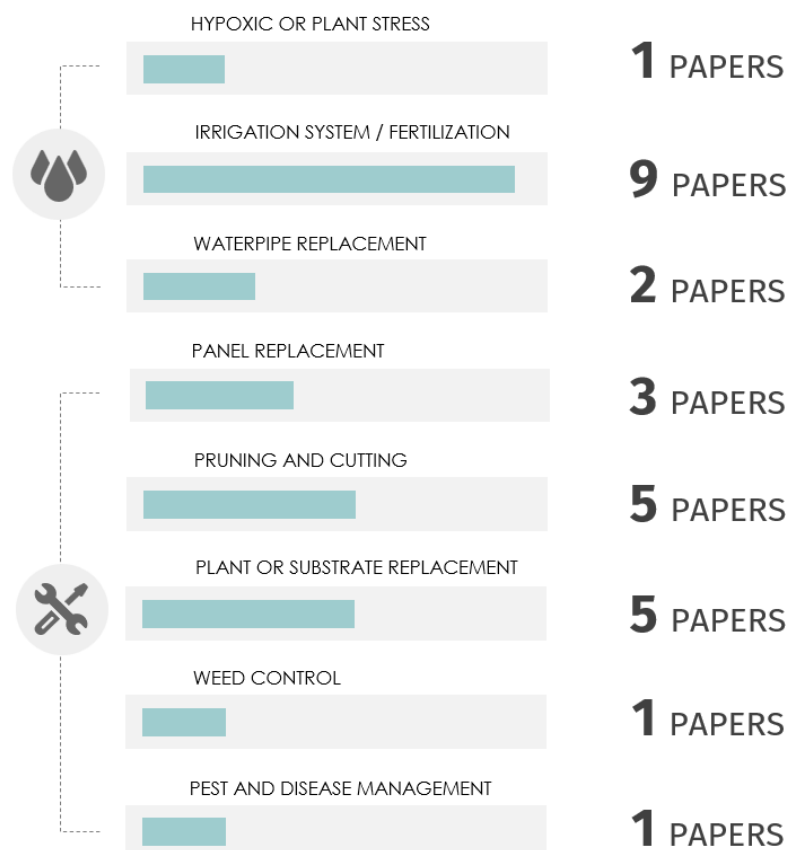 HYPOXIC OR PLANT STRESS
1 PAPERS
IRRIGATION SYSTEM / FERTILIZATION
9 PAPERS
WATERPIPE REPLACEMENT
2 PAPERS
PANEL REPLACEMENT
3 PAPERS
PRUNING AND CUTTING
5 PAPERS
PLANT OR SUBSTRATE REPLACEMENT
5 PAPERS
WEED CONTROL
1 PAPERS
PEST AND DISEASE MANAGEMENT
1 PAPERS